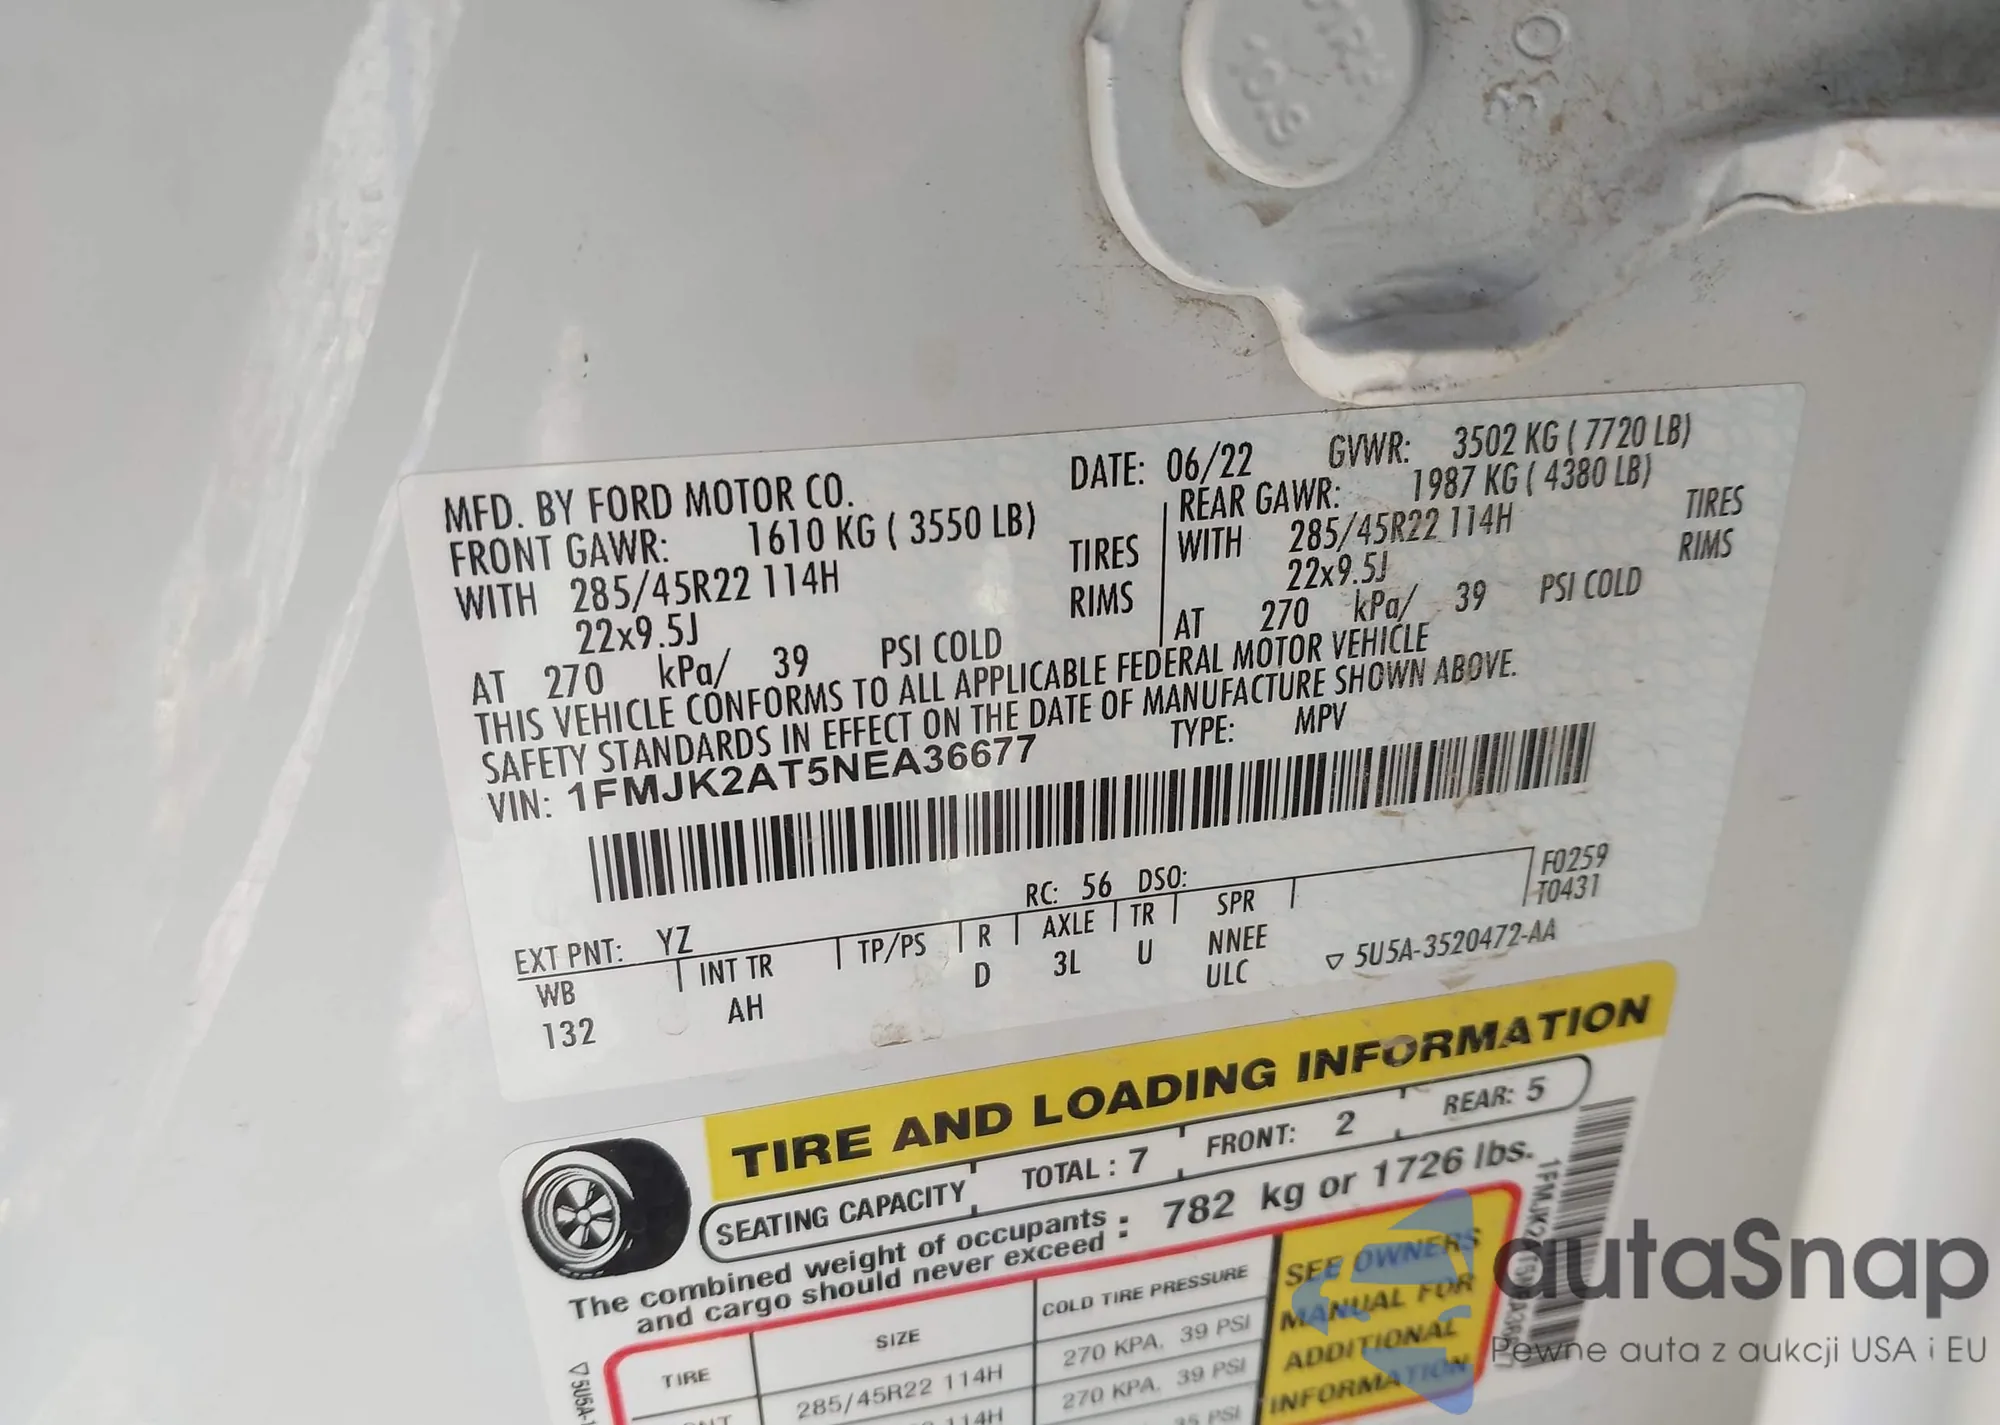 30
10.9
MFD. BY FORD MOTOR CO.
DATE: 06/22
GVWR: 3502 KG ( 7720 LB)
FRONT GAWR: 1610 KG ( 3550 LB)
WITH 285/45R22 114H TIRES
22x9.5J RIMS
AT 270 kPa/ 39 PSI COLD
REAR GAWR: 1987 KG ( 4380 LB)
WITH 285/45R22 114H TIRES
22x9.5J RIMS
AT 270 kPa/ 39 PSI COLD
THIS VEHICLE CONFORMS TO ALL APPLICABLE FEDERAL MOTOR VEHICLE
SAFETY STANDARDS IN EFFECT ON THE DATE OF MANUFACTURE SHOWN ABOVE.
VIN: 1FMJK2AT5NEA36677
TYPE: MPV
F0259
T0431
RC: 56 DSO:
EXT PNT: YZ
WB INT TR TP/PS R AXLE TR SPR
132 AH D 3L U NNEE
ULC
5U5A-3520472-AA
TIRE AND LOADING INFORMATION
SEATING CAPACITY TOTAL : 7 FRONT: 2 REAR: 5
The combined weight of occupants
and cargo should never exceed : 782 kg or 1726 lbs.
TIRE SIZE COLD TIRE PRESSURE
285/45R22 114H 270 KPA, 39 PSI
114H 270 KPA, 39 PSI
35 PSI
SEE OWNERS
MANUAL FOR
ADDITIONAL
INFORMATION
5U5A-
autaSnap
Pewne auta z aukcji USA i EU